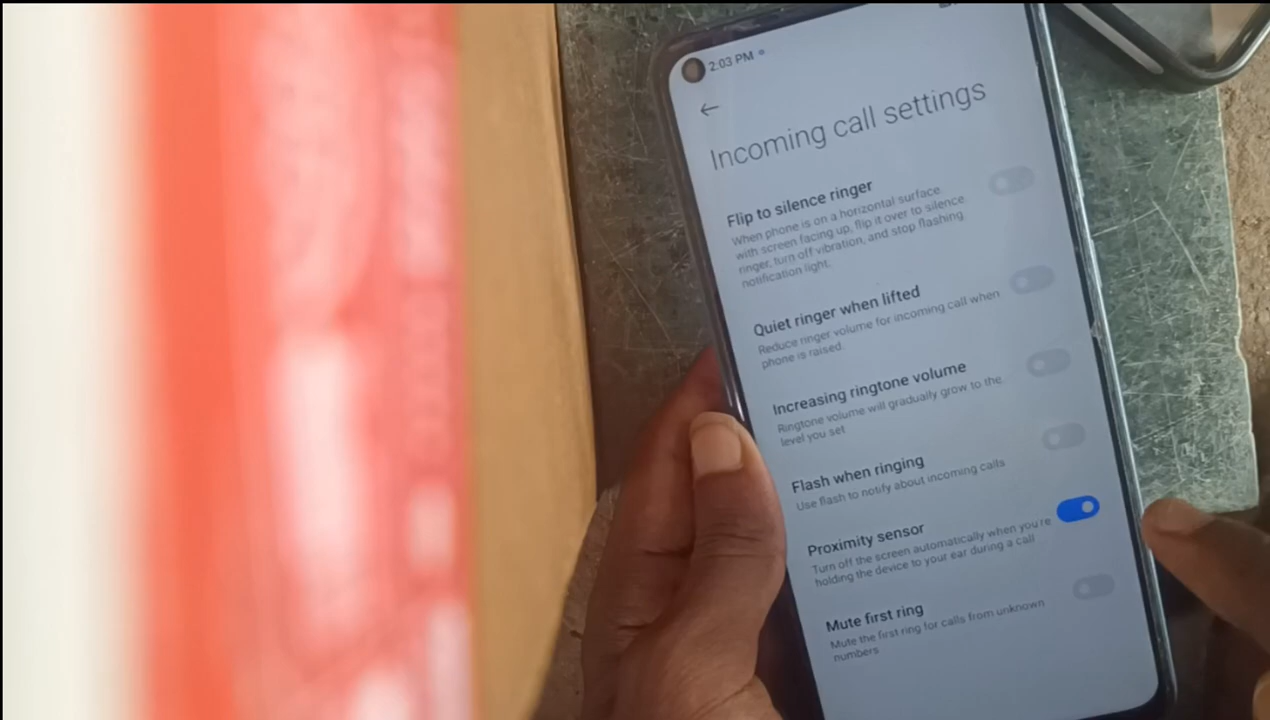 2:03 PM
Incoming call settings
Flip to silence ringer
When phone is on a horizontal surface
with screen facing up, flip it over to silence
ringer, turn off vibration, and stop flashing
notification light.
Quiet ringer when lifted
Reduce ringer volume for incoming call when
phone is raised.
Increasing ringtone volume
Ringtone volume will gradually grow to the
level you set
Flash when ringing
Use flash to notify about incoming calls
Proximity sensor
Turn off the screen automatically when you're
holding the device to your ear during a call
Mute first ring
Mute the first ring for calls from unknown
numbers